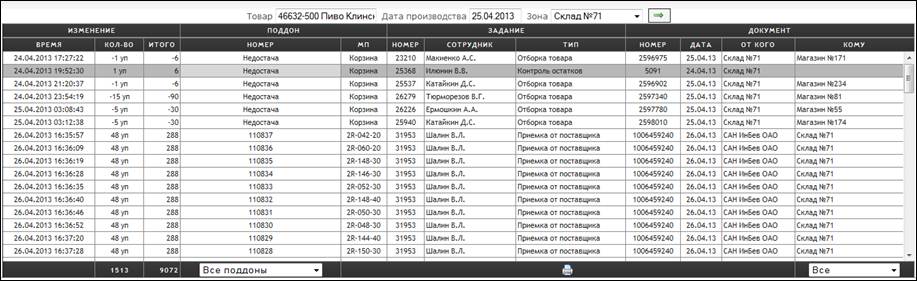 Товар 46632-500 Пиво Клинск Дата производства 25.04.2013 Зона Склад №71
ИЗМЕНЕНИЕ ПОДДОН ЗАДАНИЕ ДОКУМЕНТ
ВРЕМЯ КОЛ-ВО ИТОГО НОМЕР МП НОМЕР СОТРУДНИК ТИП НОМЕР ДАТА ОТ КОГО КОМУ
24.04.2013 17:27:22 -1 уп -6 Недостача Корзина 23210 Макиенко А.С. Отборка товара 2596975 25.04.13 Склад №71 Магазин №171
24.04.2013 19:52:30 1 уп 6 Недостача Корзина 25368 Илюнин В.В. Контроль остатков 5091 24.04.13 Склад №71
24.04.2013 21:20:37 -1 уп -6 Недостача Корзина 25537 Катайкин Д.С. Отборка товара 2596902 25.04.13 Склад №71 Магазин №234
24.04.2013 23:54:19 -15 уп -90 Недостача Корзина 26279 Тюрморезов В.Г. Отборка товара 2597340 25.04.13 Склад №71 Магазин №81
25.04.2013 03:08:43 -5 уп -30 Недостача Корзина 26226 Ермошкин А.А. Отборка товара 2597780 25.04.13 Склад №71 Магазин №55
25.04.2013 03:12:38 -5 уп -30 Недостача Корзина 25940 Катайкин Д.С. Отборка товара 2598010 25.04.13 Склад №71 Магазин №174
26.04.2013 16:35:57 48 уп 288 110837 2R-042-20 31953 Шалин В.Л. Приемка от поставщика 1006459240 26.04.13 САН ИнБев ОАО Склад №71
26.04.2013 16:36:09 48 уп 288 110836 2R-060-20 31953 Шалин В.Л. Приемка от поставщика 1006459240 26.04.13 САН ИнБев ОАО Склад №71
26.04.2013 16:36:19 48 уп 288 110835 2R-148-30 31953 Шалин В.Л. Приемка от поставщика 1006459240 26.04.13 САН ИнБев ОАО Склад №71
26.04.2013 16:36:28 48 уп 288 110834 2R-146-30 31953 Шалин В.Л. Приемка от поставщика 1006459240 26.04.13 САН ИнБев ОАО Склад №71
26.04.2013 16:36:35 48 уп 288 110833 2R-052-30 31953 Шалин В.Л. Приемка от поставщика 1006459240 26.04.13 САН ИнБев ОАО Склад №71
26.04.2013 16:36:40 48 уп 288 110832 2R-148-40 31953 Шалин В.Л. Приемка от поставщика 1006459240 26.04.13 САН ИнБев ОАО Склад №71
26.04.2013 16:36:46 48 уп 288 110831 2R-050-30 31953 Шалин В.Л. Приемка от поставщика 1006459240 26.04.13 САН ИнБев ОАО Склад №71
26.04.2013 16:36:52 48 уп 288 110830 2R-048-30 31953 Шалин В.Л. Приемка от поставщика 1006459240 26.04.13 САН ИнБев ОАО Склад №71
26.04.2013 16:37:20 48 уп 288 110829 2R-144-40 31953 Шалин В.Л. Приемка от поставщика 1006459240 26.04.13 САН ИнБев ОАО Склад №71
26.04.2013 16:37:28 48 уп 288 110828 2R-150-30 31953 Шалин В.Л. Приемка от поставщика 1006459240 26.04.13 САН ИнБев ОАО Склад №71
1513 9072 Все поддоны Все